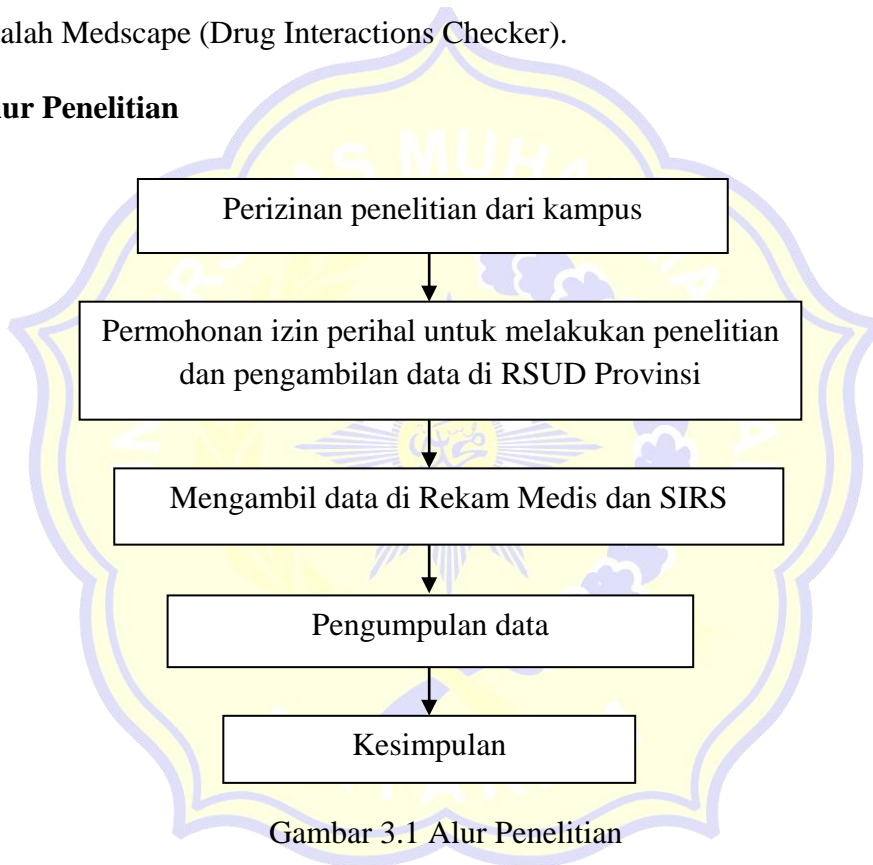 alah Medscape (Drug Interactions Checker).
ur Penelitian
Perizinan penelitian dari kampus
Permohonan izin perihal untuk melakukan penelitian
dan pengambilan data di RSUD Provinsi
Mengambil data di Rekam Medis dan SIRS
Pengumpulan data
Kesimpulan
Gambar 3.1 Alur Penelitian